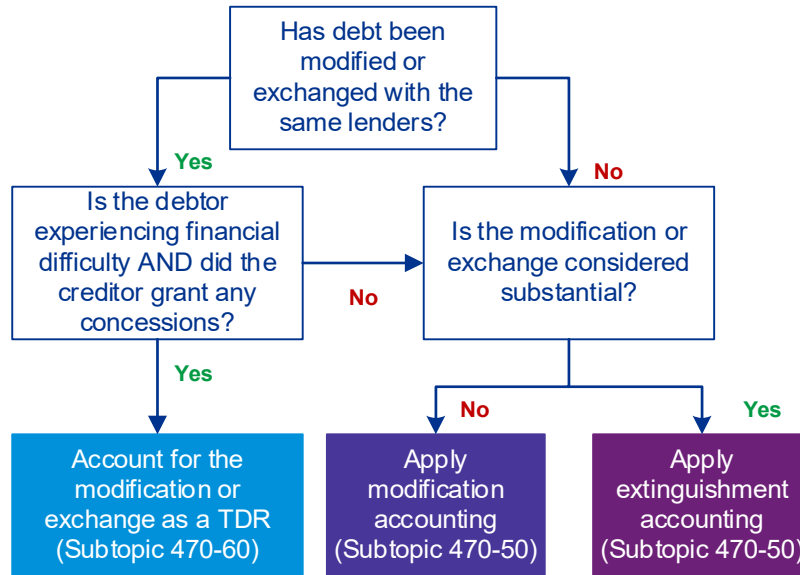 Has debt been
modified or
exchanged with the
same lenders?
Yes
No
Is the debtor
experiencing financial
difficulty AND did the
creditor grant any
concessions?
No
Is the modification or
exchange considered
substantial?
Yes
No
Yes
Account for the
modification or
exchange as a TDR
(Subtopic 470-60)
Apply
modification
accounting
(Subtopic 470-50)
Apply
extinguishment
accounting
(Subtopic 470-50)